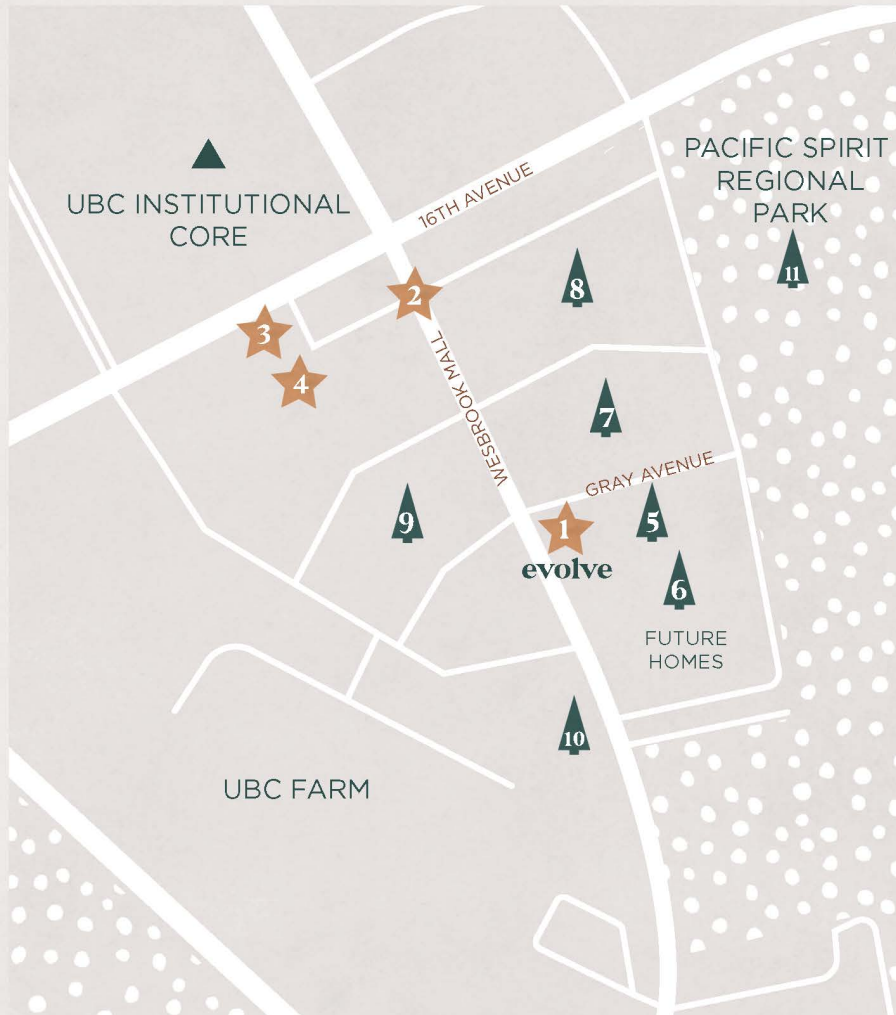 PACIFIC SPIRIT
REGIONAL
PARK
11
UBC INSTITUTIONAL
CORE
16TH AVENUE
8
2
3
4
WESBROOK MALL
7
GRAY AVENUE
9
5
1
evolve
6
FUTURE
HOMES
10
UBC FARM